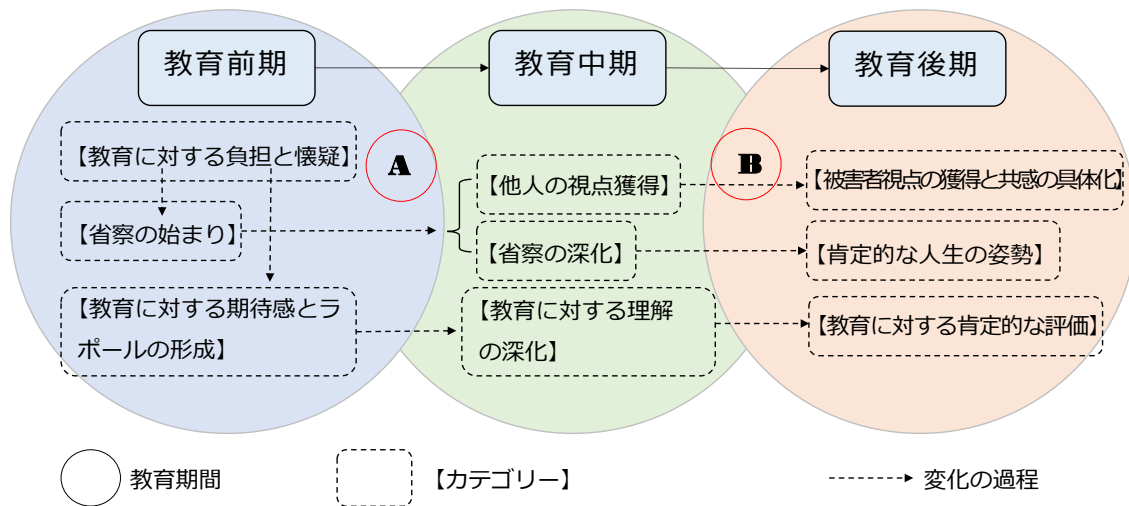 教育前期
教育中期
教育後期
【教育に対する負担と懐疑】
A
B
【他人の視点獲得】
【被害者視点の獲得と共感の具体化】
【省察の始まり】
【省察の深化】
【肯定的な人生の姿勢】
【教育に対する期待感とラ
ポールの形成】
【教育に対する理解
の深化】
【教育に対する肯定的な評価】
教育期間
【カテゴリー】
変化の過程